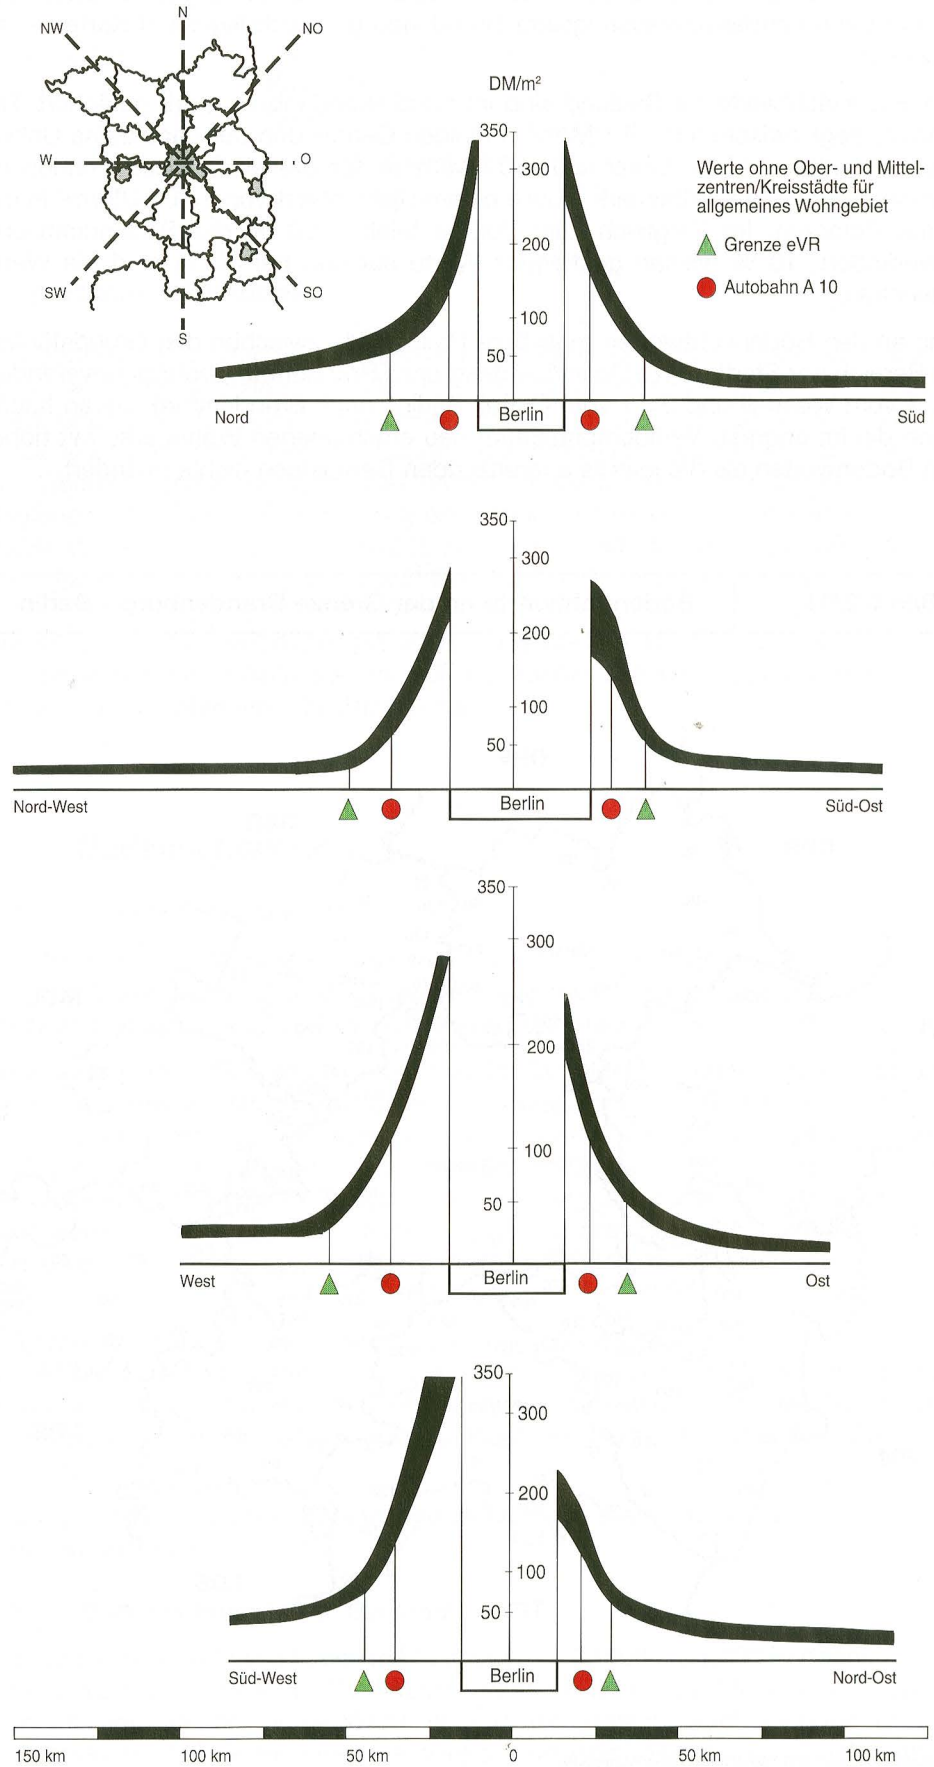 N
NW
NO
W
O
SW
SO
S
DM/m²
350
300
200
100
50
Werte ohne Ober- und Mittel-
zentren/Kreisstädte für
allgemeines Wohngebiet
Grenze eVR
Autobahn A 10
Nord
Berlin
Süd
350
300
200
100
50
Nord-West
Berlin
Süd-Ost
350
300
200
100
50
West
Berlin
Ost
350
300
200
100
50
Süd-West
Berlin
Nord-Ost
150 km 100 km 50 km 0 50 km 100 km